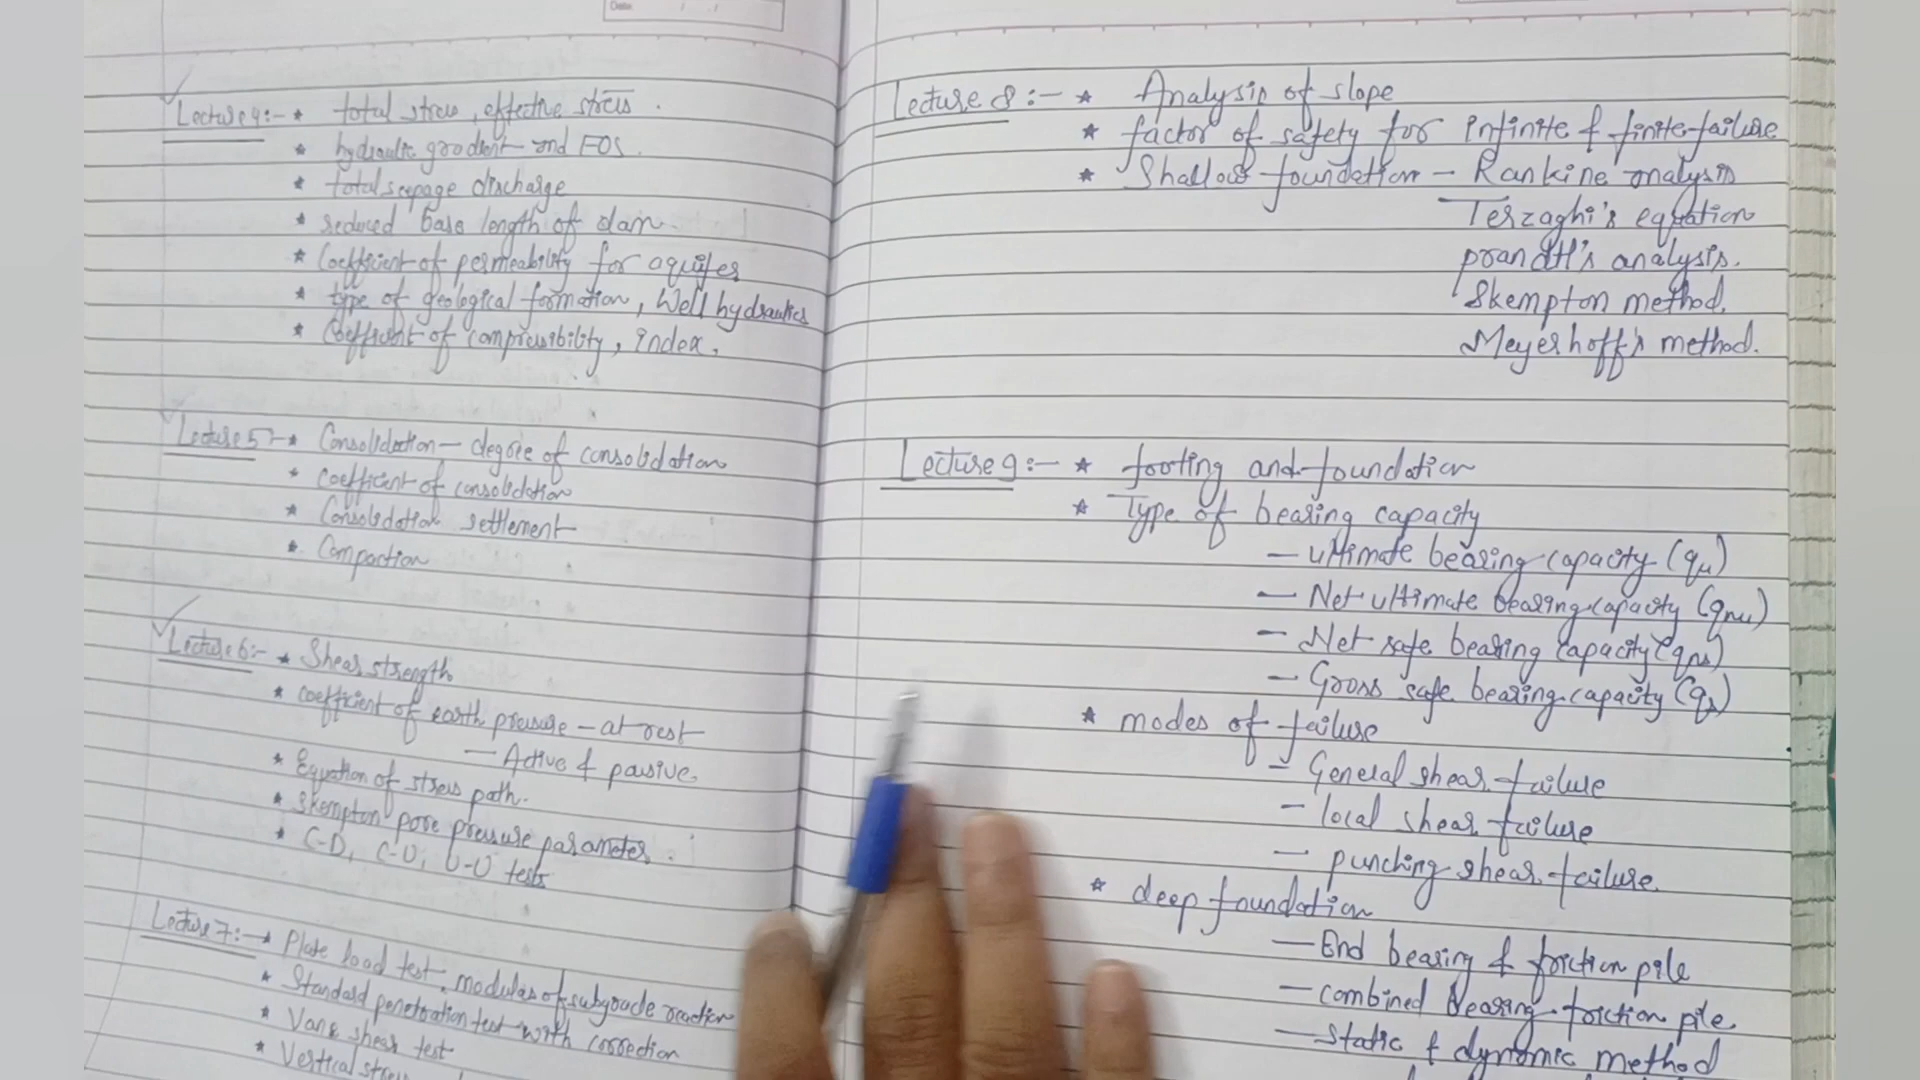 Date
Lecture 4:- * total stress, effective stress.
* hydraulic gradient and FOS.
* total seepage discharge
* reduced base length of dam.
* Coefficient of permeability for aquifer
* type of geological formation, Well hydraulics
* Coefficient of compressibility, index.
Lecture 5:- * Consolidation — degree of consolidation
* Coefficient of consolidation
* Consolidation settlement
* Compaction
Lecture 6:- * Shear strength
* coefficient of earth pressure - at rest
— Active & passive.
* Equation of stress path.
* Skempton pore pressure parameter.
* C-D, C-U, U-U tests
Lecture 7:- * Plate load test, modulas of subgrade reaction
* Standard penetration test with correction
* Vane shear test
* Vertical stress
Lecture 8:- * Analysis of slope
* factor of safety for infinite & finite failure
* Shallow foundation — Rankine analysis
Terzaghi's equation
prandtl's analysis.
Skempton method.
Meyerhoff's method.
Lecture 9:- * footing and foundation
* Type of bearing capacity
— ultimate bearing capacity (qu)
— Net ultimate bearing capacity (qnu)
— Net safe bearing capacity (qns)
— Gross safe bearing capacity (qs)
* modes of failure
- General shear failure
- local shear failure
- punching shear failure
* deep foundation
— End bearing & friction pile
— combined bearing friction pile
— static & dynamic method